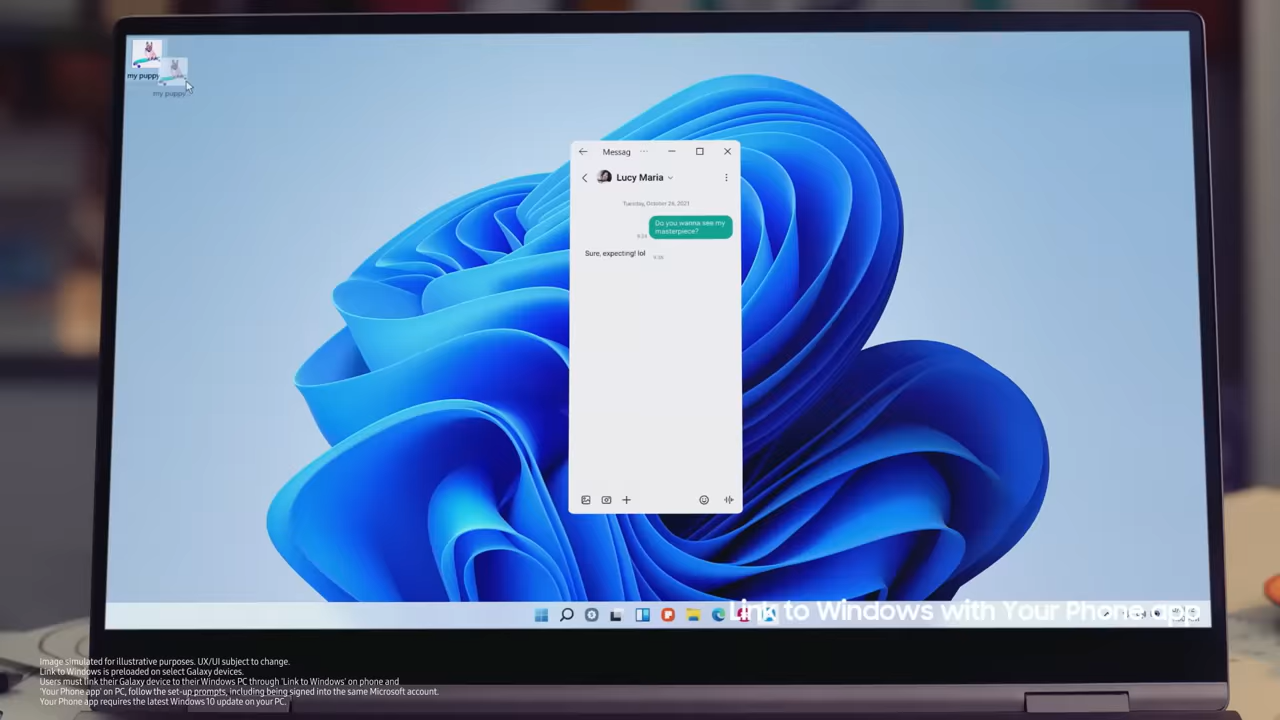 my puppy
my puppy
Messag ···
Lucy Maria
Tuesday, October 26, 2021
Do you wanna see my
masterpiece?
Sure, expecting! lol
Link to Windows with Your Phone app
Image simulated for illustrative purposes. UX/UI subject to change.
Link to Windows is preloaded on select Galaxy devices.
Users must link their Galaxy device to their Windows PC through 'Link to Windows' on phone and
'Your Phone app' on PC, follow the set-up prompts, including being signed into the same Microsoft account.
Your Phone app requires the latest Windows 10 update on your PC.